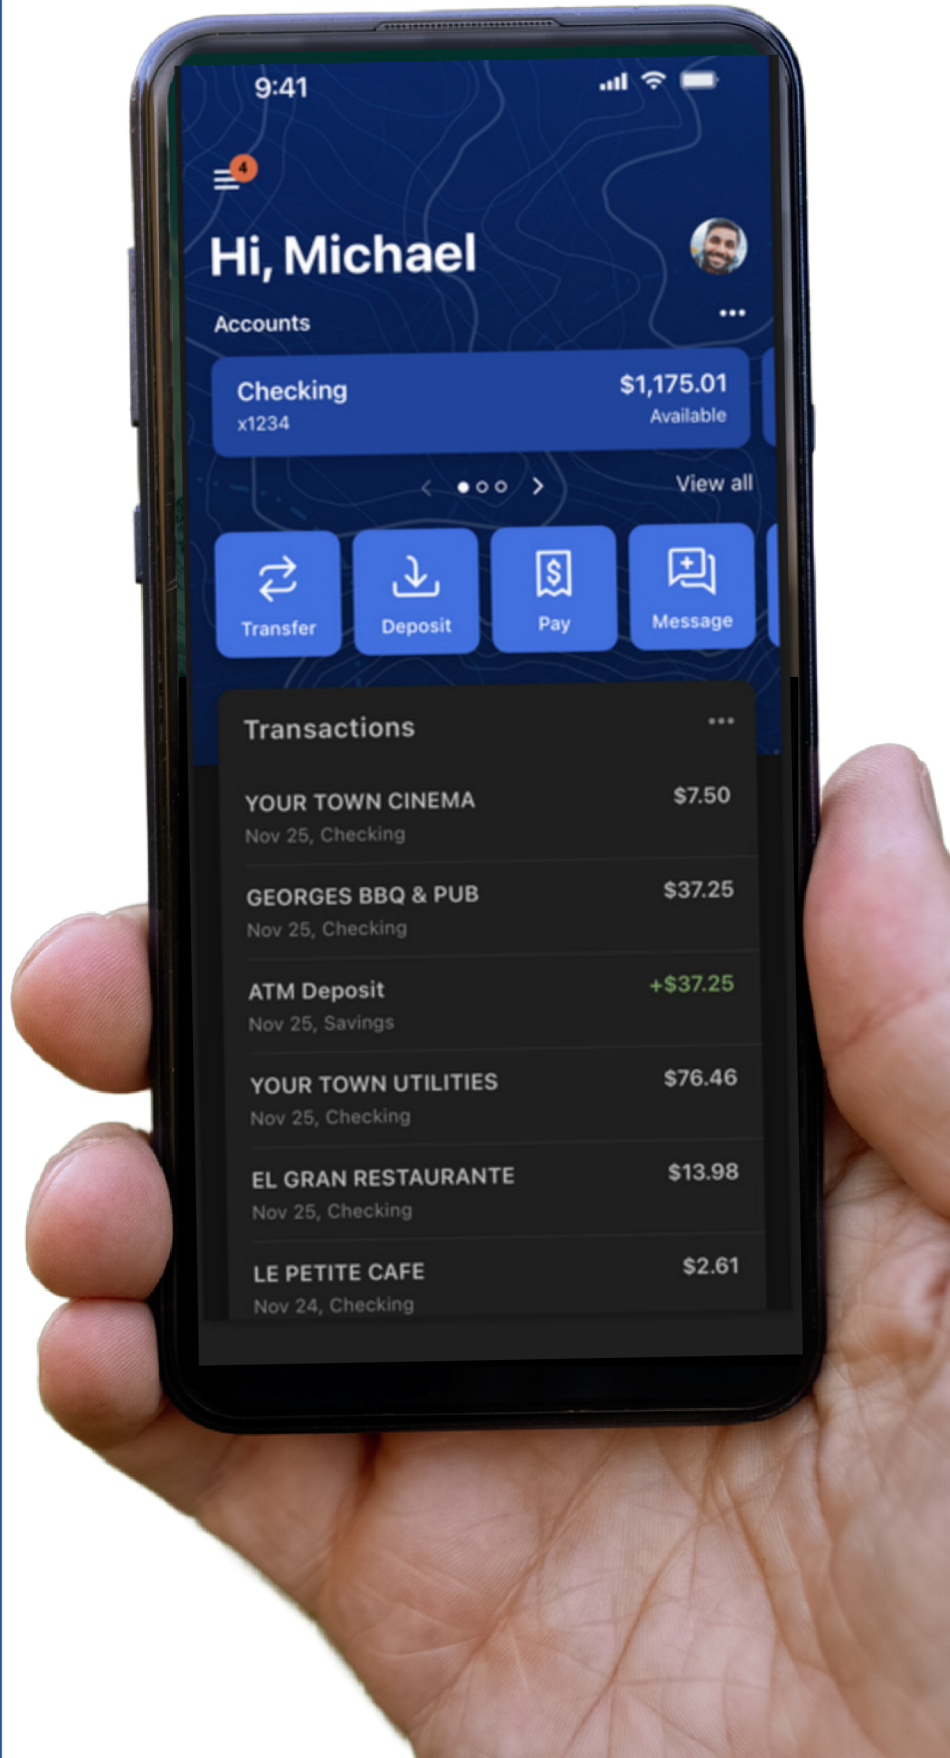 9:41
4
Hi, Michael
Accounts
•••
Checking $1,175.01
x1234 Available
View all
Transfer Deposit Pay Message
Transactions •••
YOUR TOWN CINEMA $7.50
Nov 25, Checking
GEORGES BBQ & PUB $37.25
Nov 25, Checking
ATM Deposit +$37.25
Nov 25, Savings
YOUR TOWN UTILITIES $76.46
Nov 25, Checking
EL GRAN RESTAURANTE $13.98
Nov 25, Checking
LE PETITE CAFE $2.61
Nov 24, Checking